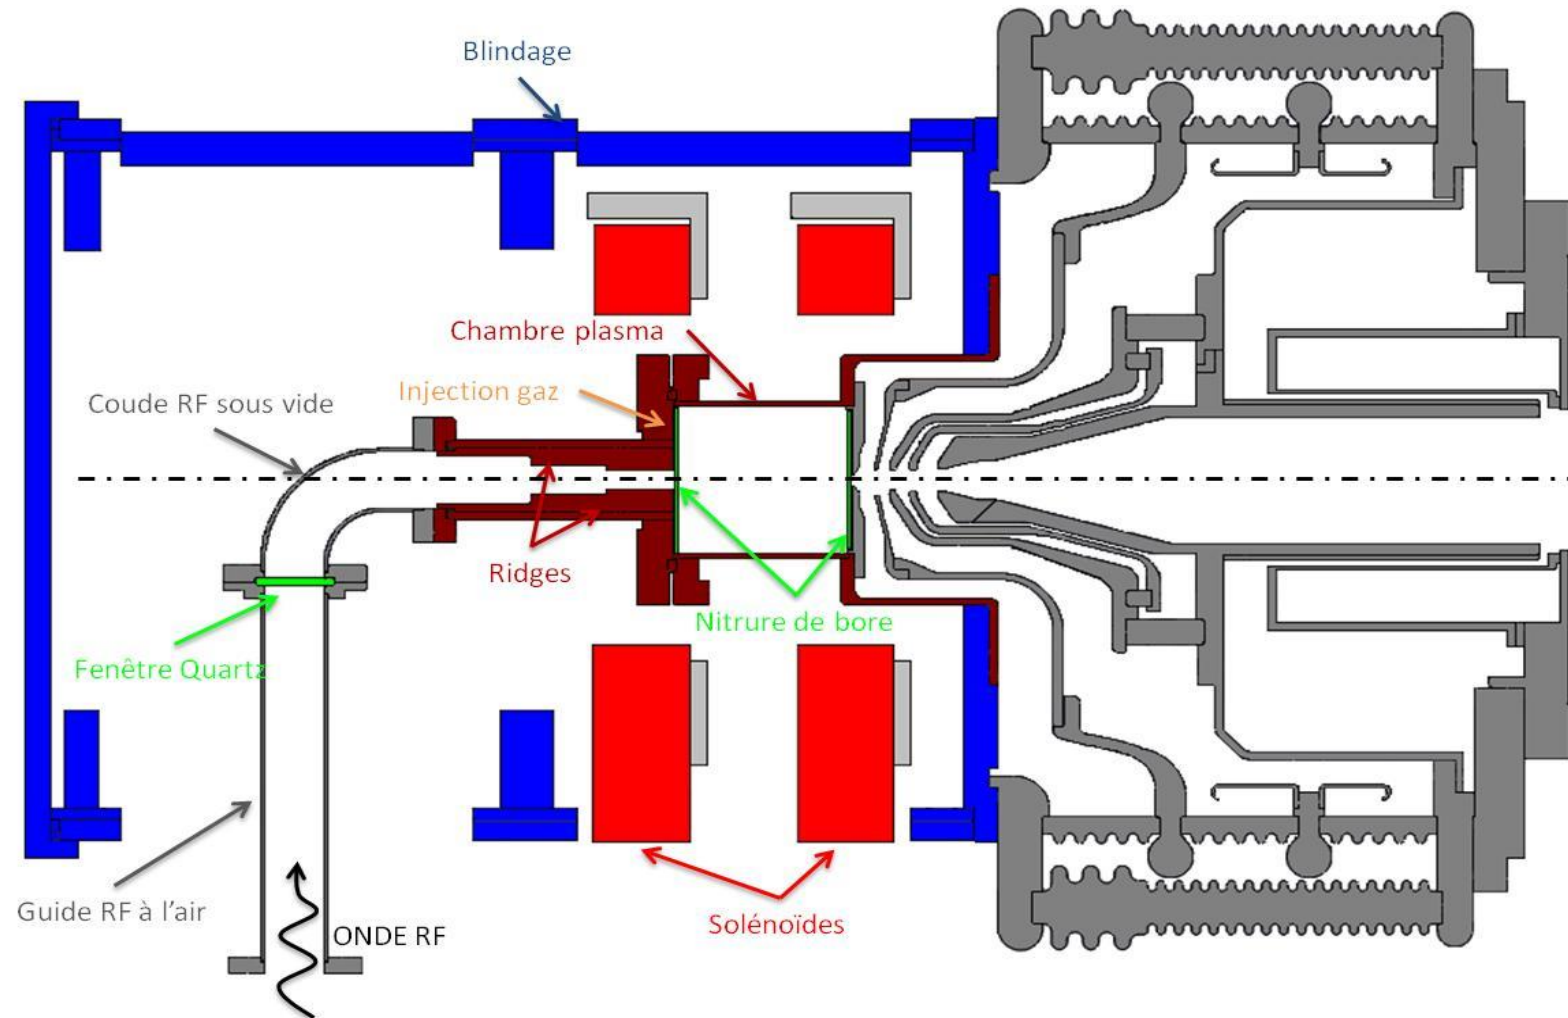 Blindage
Chambre plasma
Injection gaz
Coude RF sous vide
Ridges
Nitrure de bore
Fenêtre Quartz
Guide RF à l'air
Solénoïdes
ONDE RF